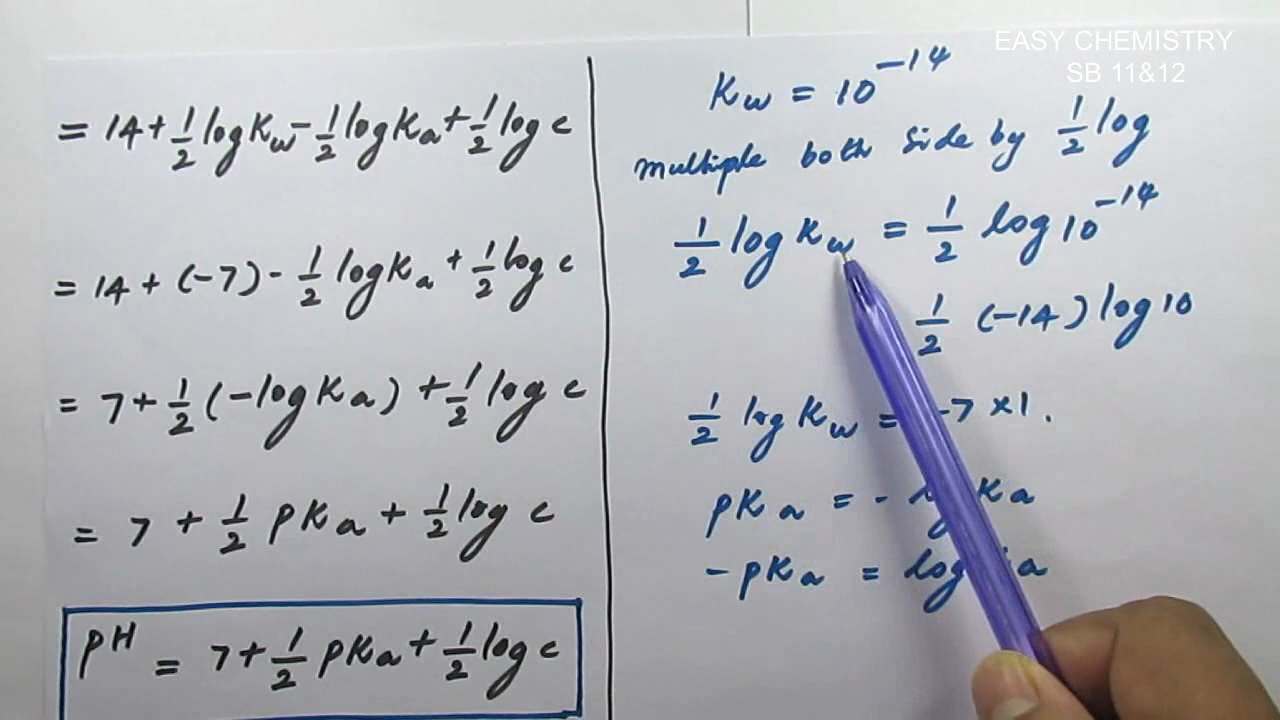 EASY CHEMISTRY
SB 11&12
= 14 + 1/2 log Kw - 1/2 log Ka + 1/2 log c
= 14 + (-7) - 1/2 log Ka + 1/2 log c
= 7 + 1/2 (-log Ka) + 1/2 log c
= 7 + 1/2 pKa + 1/2 log c
pH = 7 + 1/2 pKa + 1/2 log c
Kw = 10^-14
multiple both side by 1/2 log
1/2 log Kw = 1/2 log 10^-14
1/2 (-14) log 10
1/2 log Kw = -7 × 1.
pKa = - Ka
-pKa = log